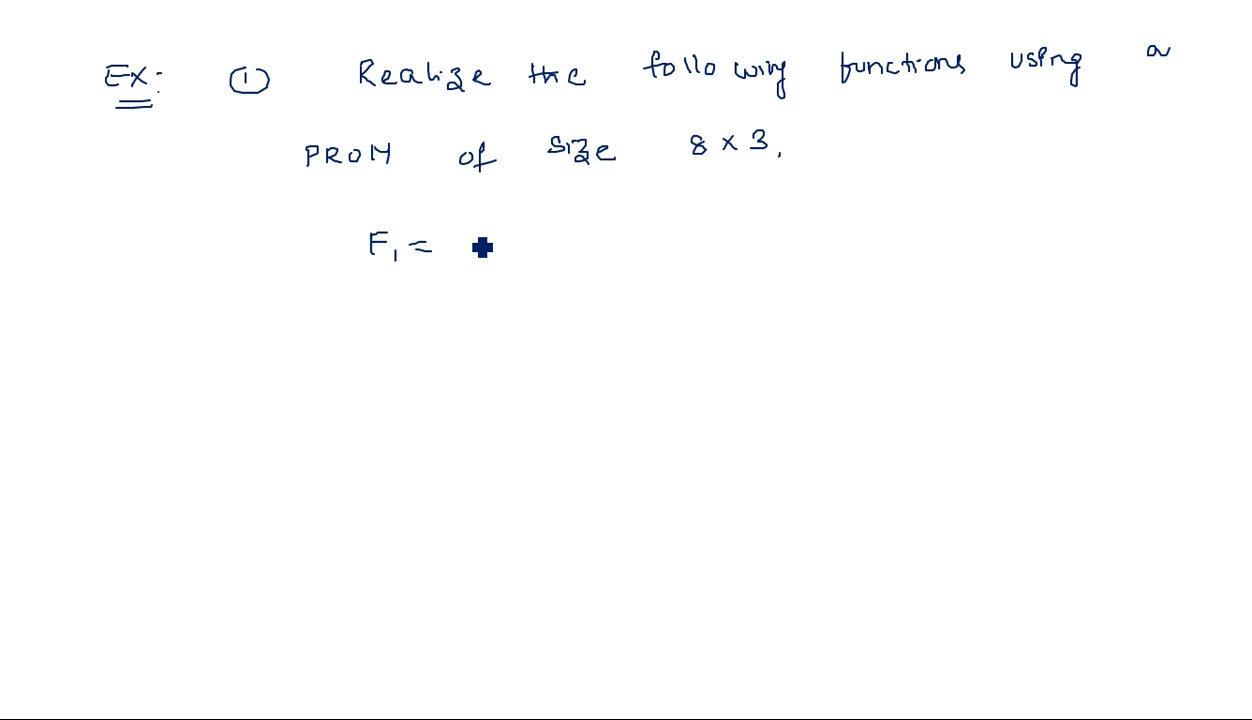 Ex: ① Realize the following functions using a
PROM of size 8 × 3.
F₁ =